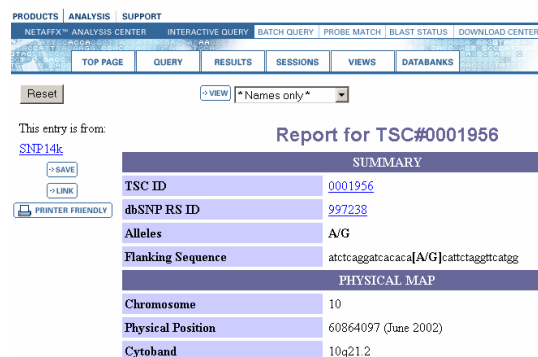 PRODUCTS ANALYSIS SUPPORT
NETAFFX™ ANALYSIS CENTER INTERACTIVE QUERY BATCH QUERY PROBE MATCH BLAST STATUS DOWNLOAD CENTER
TOP PAGE QUERY RESULTS SESSIONS VIEWS DATABANKS
Reset VIEW *Names only*
This entry is from:
SNP14k
SAVE
LINK
PRINTER FRIENDLY
Report for TSC#0001956
SUMMARY
TSC ID 0001956
dbSNP RS ID 997238
Alleles A/G
Flanking Sequence atctcaggatcacaca[A/G]cattctaggttcatgg
PHYSICAL MAP
Chromosome 10
Physical Position 60864097 (June 2002)
Cytoband 10q21.2